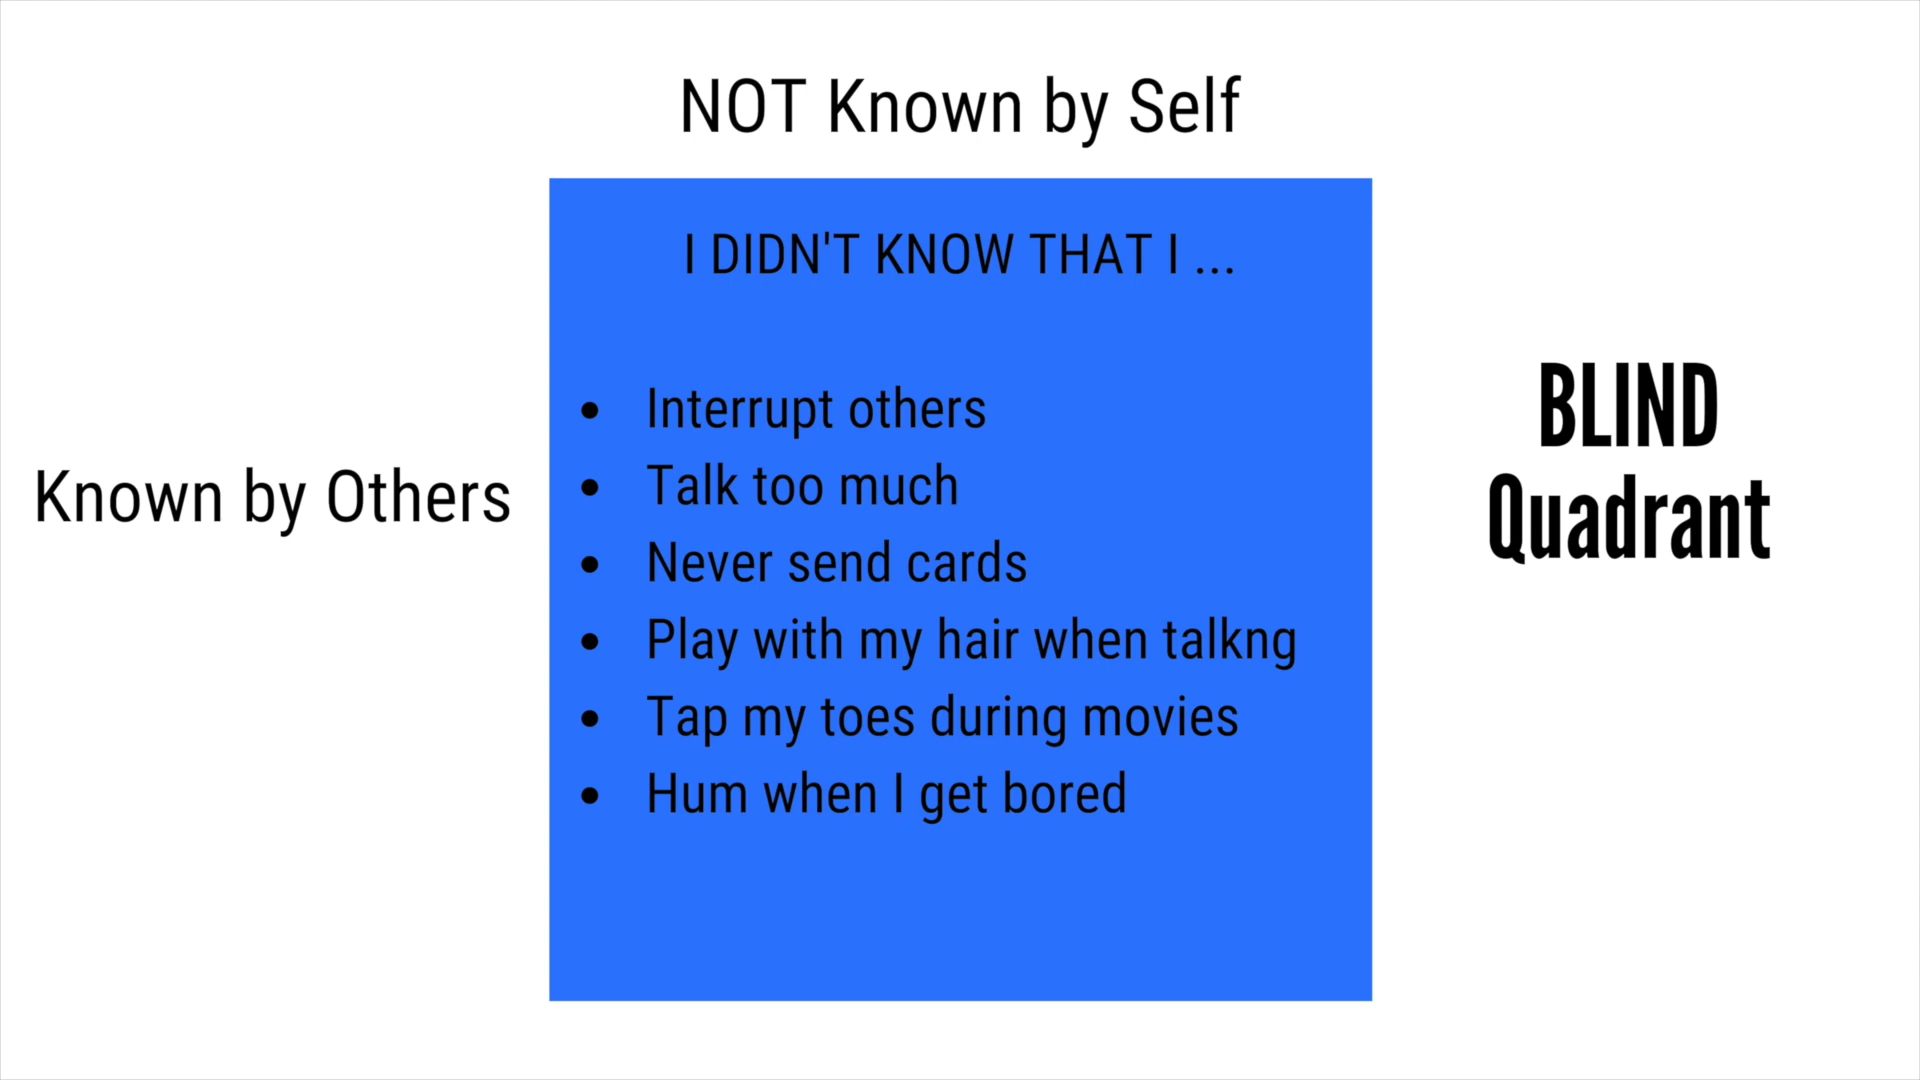 NOT Known by Self
I DIDN'T KNOW THAT I ...
• Interrupt others
• Talk too much
• Never send cards
• Play with my hair when talkng
• Tap my toes during movies
• Hum when I get bored
Known by Others
BLIND
Quadrant